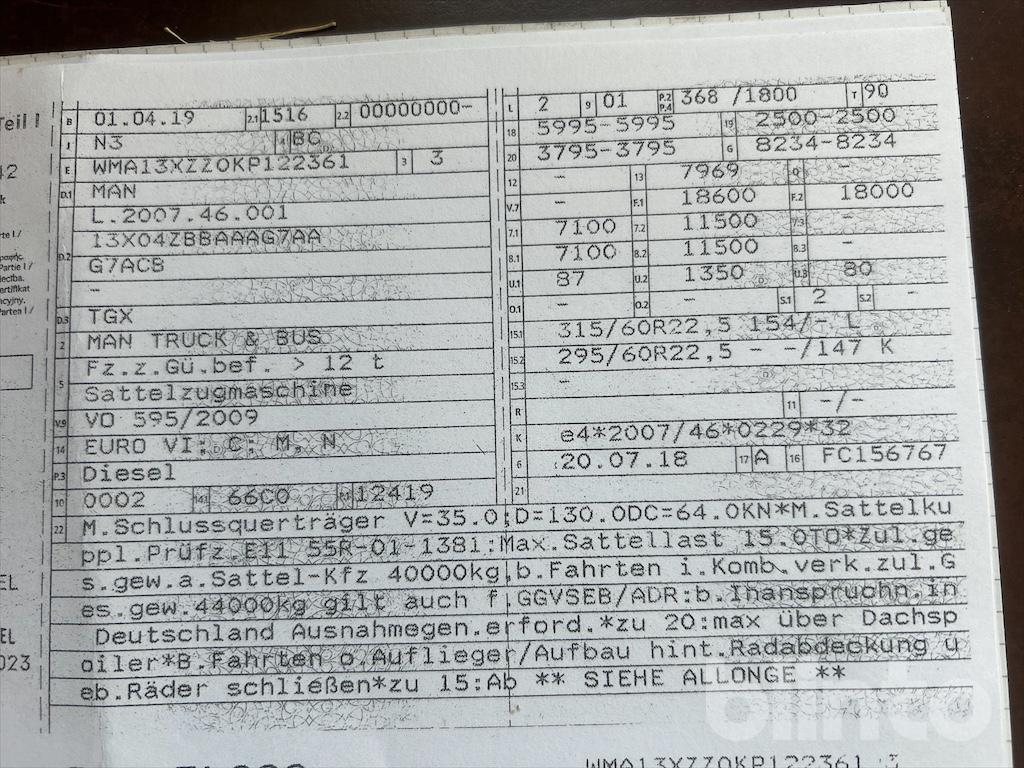 Teil I
B 01.04.19 2.1 1516 2.2 00000000-
J N3 4 BC
E WMA13XZZ0KP122361 3 3
D.1 MAN
L.2007.46.001
13X04ZBBAAAG7AA
D.2 G7ACB
-
D.3 TGX
2 MAN TRUCK & BUS
Fz.z.Gü.bef. > 12 t
5 Sattelzugmaschine
V.9 VO 595/2009
14 EURO VI; C; M, N
P.3 Diesel
10 0002 14.1 66C0 P.1 12419
L 2 9 01 P.2 P.4 368 /1800 T 90
18 5995-5995 19 2500-2500
20 3795-3795 G 8234-8234
12 - 13 7969 Q -
V.7 - F.1 18600 F.2 18000
7.1 7100 7.2 11500 7.3 -
8.1 7100 8.2 11500 8.3 -
U.1 87 U.2 1350 U.3 80
O.1 - O.2 - S.1 2 S.2 -
15.1 315/60R22,5 154/- L
15.2 295/60R22,5 - -/147 K
15.3 -
R 11 -/-
K e4*2007/46*0229*32
6 20.07.18 17 A 16 FC156767
21
22 M.Schlussquerträger V=35.0;D=130.0DC=64.0KN*M.Sattelku
ppl.Prüfz.E11 55R-01-1381:Max.Sattellast 15.0TO*Zul.ge
s.gew.a.Sattel-Kfz 40000kg,b.Fahrten i.Komb.verk.zul.G
es.gew.44000kg gilt auch f.GGVSEB/ADR:b.Inanspruchn.in
Deutschland Ausnahmegen.erford.*zu 20:max über Dachsp
oiler*B.Fahrten o.Auflieger/Aufbau hint.Radabdeckung u
eb.Räder schließen*zu 15:Ab ** SIEHE ALLONGE **
023
WMA13XZZ0KP122361 3
blinto